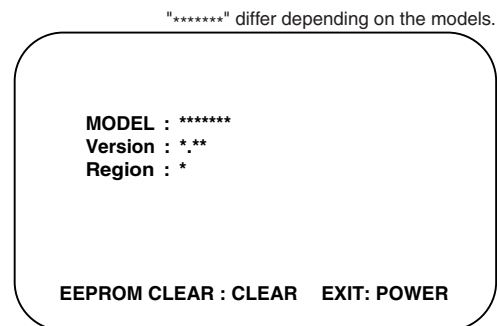 "*******" differ depending on the models.
MODEL : *******
Version : *.**
Region : *
EEPROM CLEAR : CLEAR EXIT: POWER